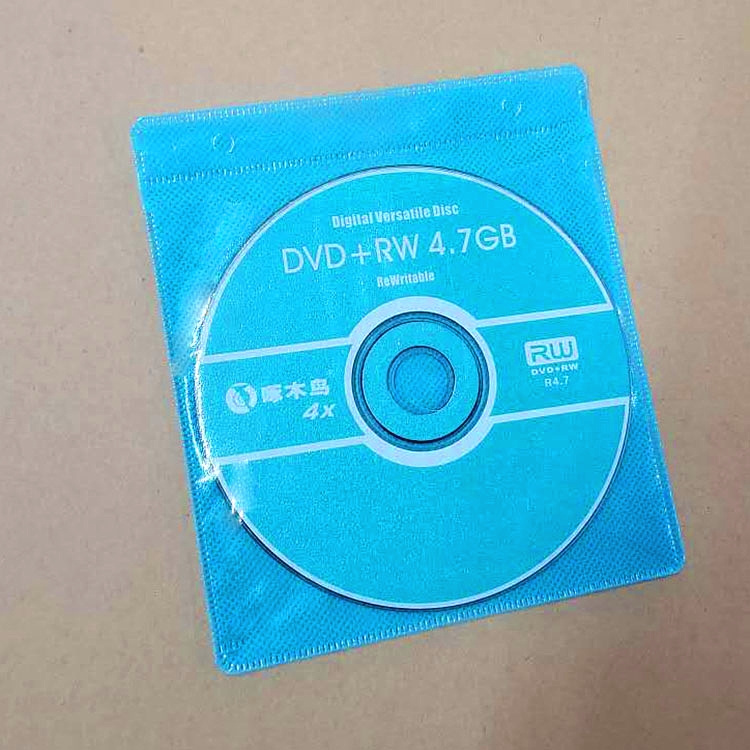 Digital Versatile Disc
DVD+RW 4.7GB
ReWritable
啄木鸟
4x
RW
DVD+RW
R4.7